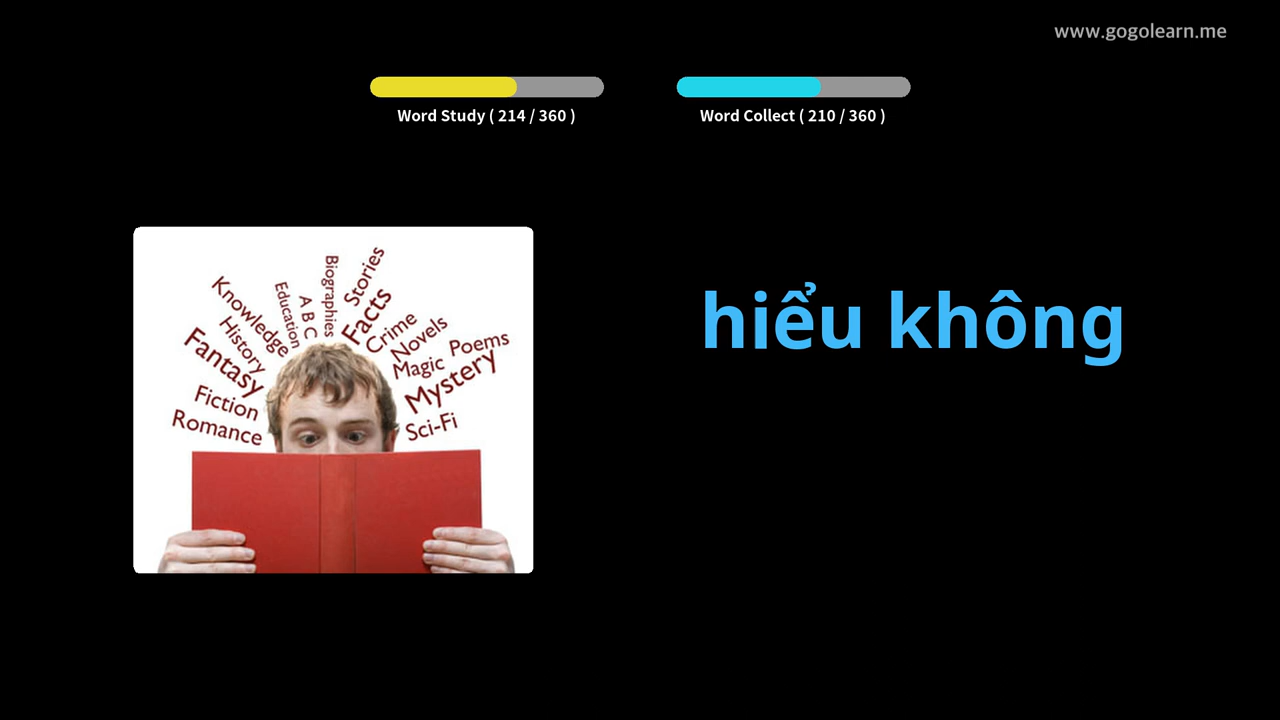 www.gogolearn.me
Word Study ( 214 / 360 )
Word Collect ( 210 / 360 )
hiểu không
Biographies
Stories
Education
A B C
Facts
Knowledge
History
Crime
Novels
Fantasy
Magic
Poems
Mystery
Fiction
Romance
Sci-Fi